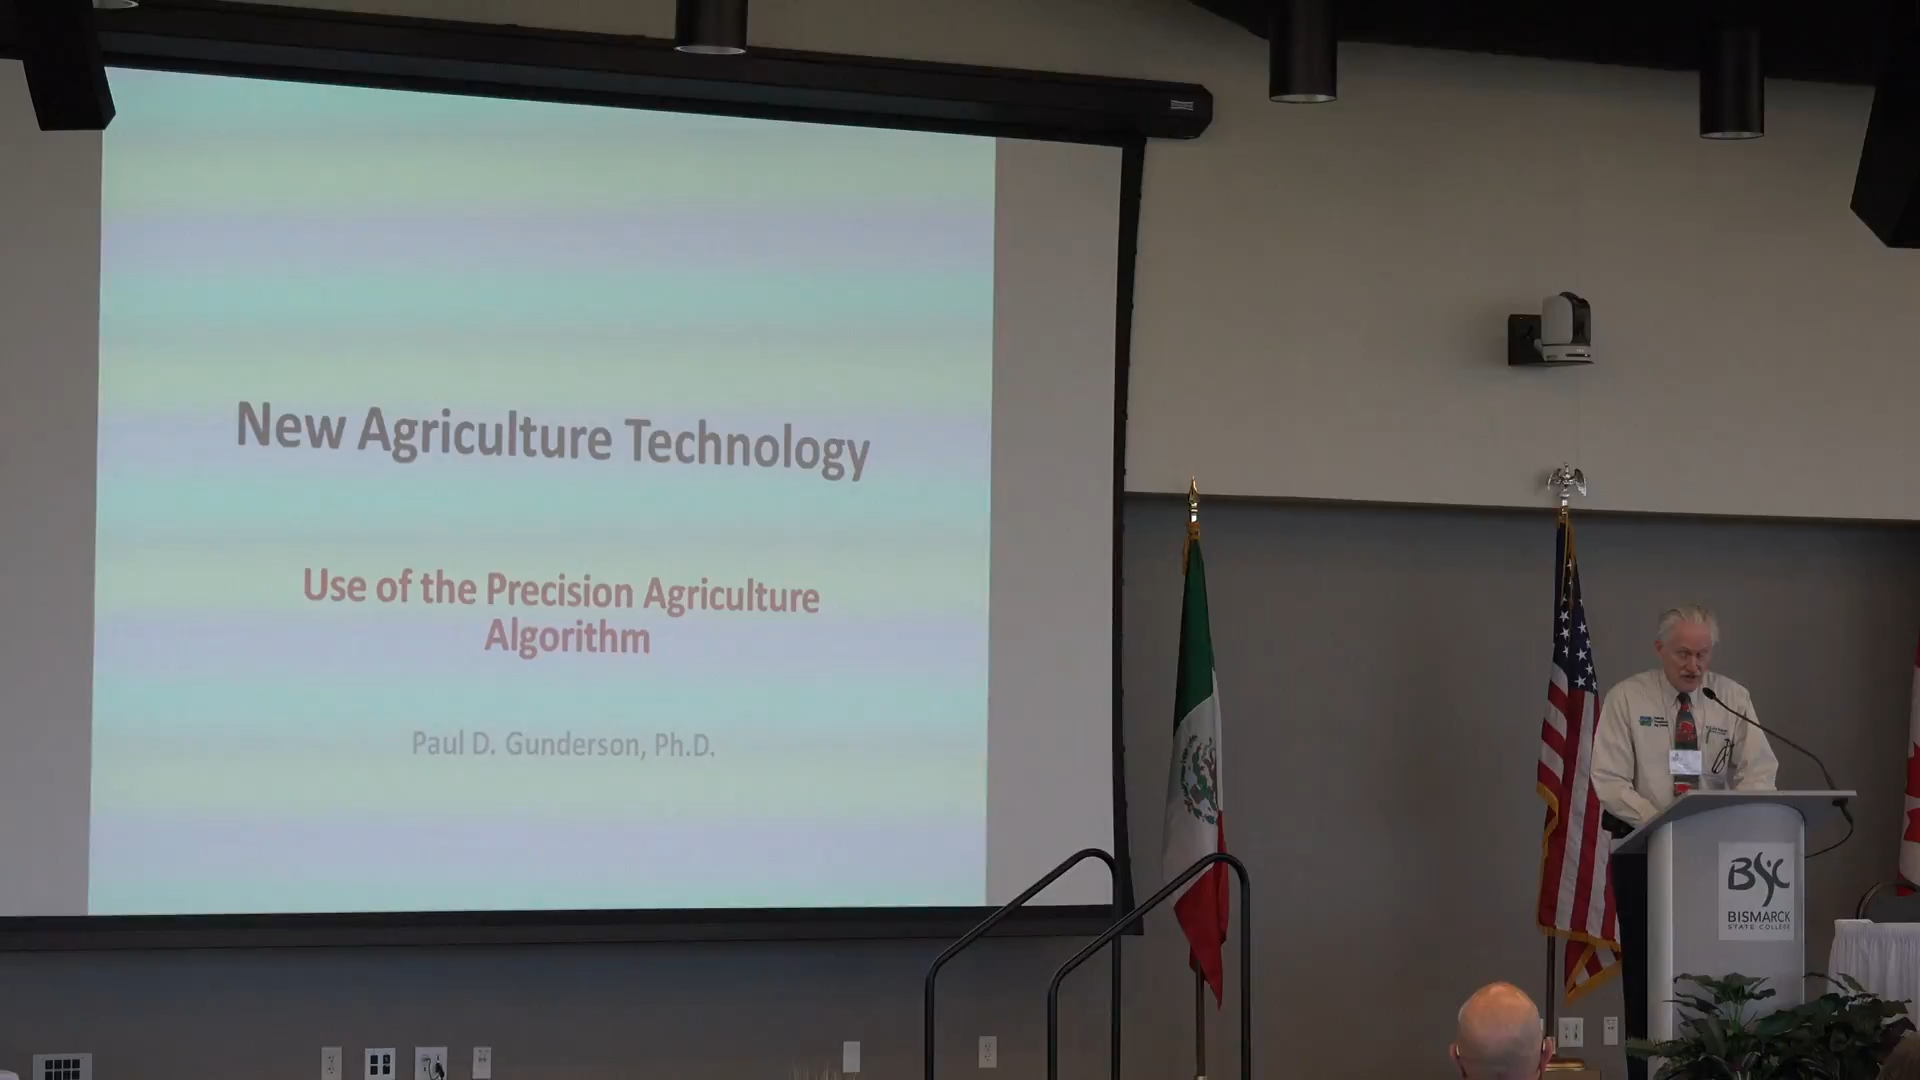 New Agriculture Technology
Use of the Precision Agriculture
Algorithm
Paul D. Gunderson, Ph.D.
BSC
BISMARCK
STATE COLLEGE